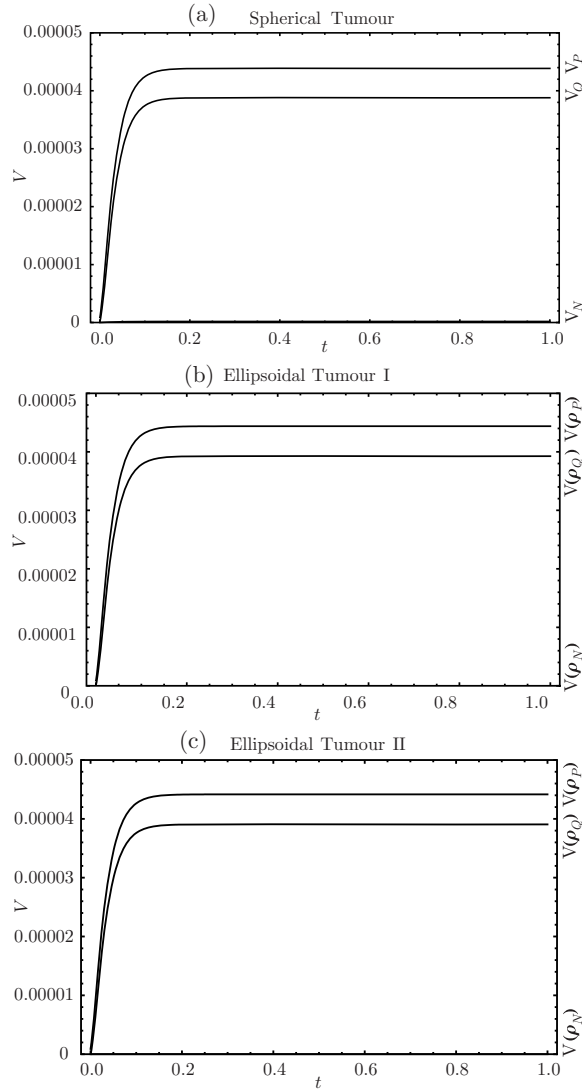 (a) Spherical Tumour
0.00005
0.00004
0.00003
0.00002
0.00001
0
V
0.0 0.2 0.4 0.6 0.8 1.0
t
V_P
V_Q
V_N
(b) Ellipsoidal Tumour I
0.00005
0.00004
0.00003
0.00002
0.00001
0
V
0.0 0.2 0.4 0.6 0.8 1.0
t
V(ρ_P)
V(ρ_Q)
V(ρ_N)
(c) Ellipsoidal Tumour II
0.00005
0.00004
0.00003
0.00002
0.00001
0
V
0.0 0.2 0.4 0.6 0.8 1.0
t
V(ρ_P)
V(ρ_Q)
V(ρ_N)